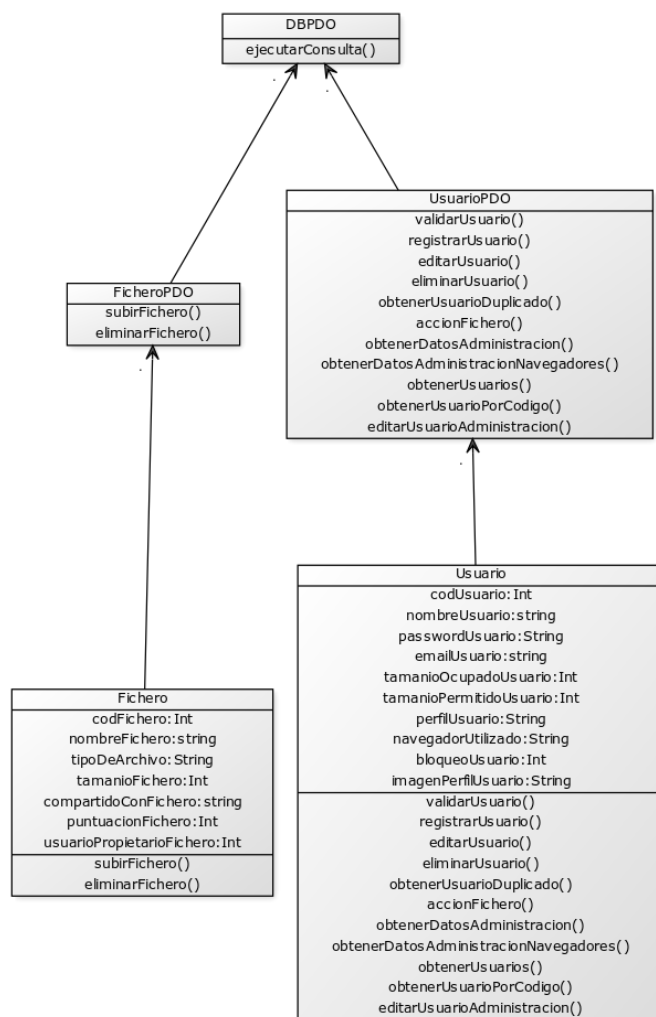 DBPDO
ejecutarConsulta()
UsuarioPDO
validarUsuario()
registrarUsuario()
editarUsuario()
eliminarUsuario()
obtenerUsuarioDuplicado()
accionFichero()
obtenerDatosAdministracion()
obtenerDatosAdministracionNavegadores()
obtenerUsuarios()
obtenerUsuarioPorCodigo()
editarUsuarioAdministracion()
FicheroPDO
subirFichero()
eliminarFichero()
Fichero
codFichero:Int
nombreFichero:string
tipoDeArchivo:String
tamanioFichero:Int
compartidoConFichero:string
puntuacionFichero:Int
usuarioPropietarioFichero:Int
subirFichero()
eliminarFichero()
Usuario
codUsuario:Int
nombreUsuario:string
passwordUsuario:String
emailUsuario:string
tamanioOcupadoUsuario:Int
tamanioPermitidoUsuario:Int
perfilUsuario:String
navegadorUtilizado:String
bloqueoUsuario:Int
imagenPerfilUsuario:String
validarUsuario()
registrarUsuario()
editarUsuario()
eliminarUsuario()
obtenerUsuarioDuplicado()
accionFichero()
obtenerDatosAdministracion()
obtenerDatosAdministracionNavegadores()
obtenerUsuarios()
obtenerUsuarioPorCodigo()
editarUsuarioAdministracion()